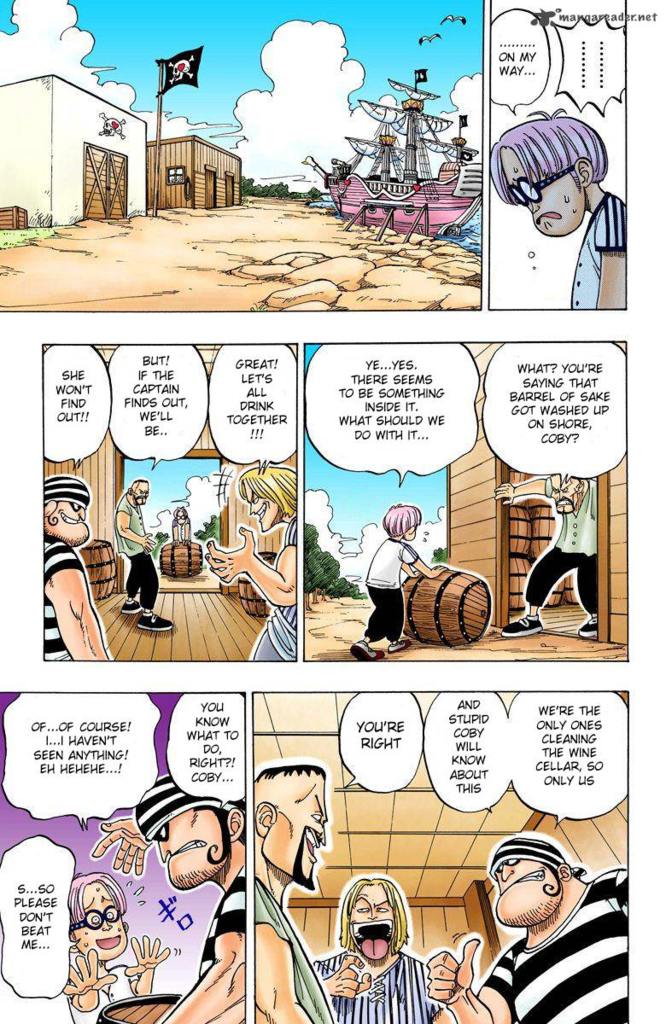 mangareader.net
..........
..........
ON MY
WAY...
WHAT? YOU'RE
SAYING THAT
BARREL OF SAKE
GOT WASHED UP
ON SHORE,
COBY?
YE...YES.
THERE SEEMS
TO BE SOMETHING
INSIDE IT.
WHAT SHOULD WE
DO WITH IT...
GREAT!
LET'S
ALL
DRINK
TOGETHER
!!!
BUT!
IF THE
CAPTAIN
FINDS OUT,
WE'LL
BE..
SHE
WON'T
FIND
OUT!!
WE'RE THE
ONLY ONES
CLEANING
THE WINE
CELLAR, SO
ONLY US
AND
STUPID
COBY
WILL
KNOW
ABOUT
THIS
YOU'RE
RIGHT
YOU
KNOW
WHAT TO
DO,
RIGHT?!
COBY...
OF...OF COURSE!
I...I HAVEN'T
SEEN ANYTHING!
EH HEHEHE...!
ギロ
S...SO
PLEASE
DON'T
BEAT
ME...